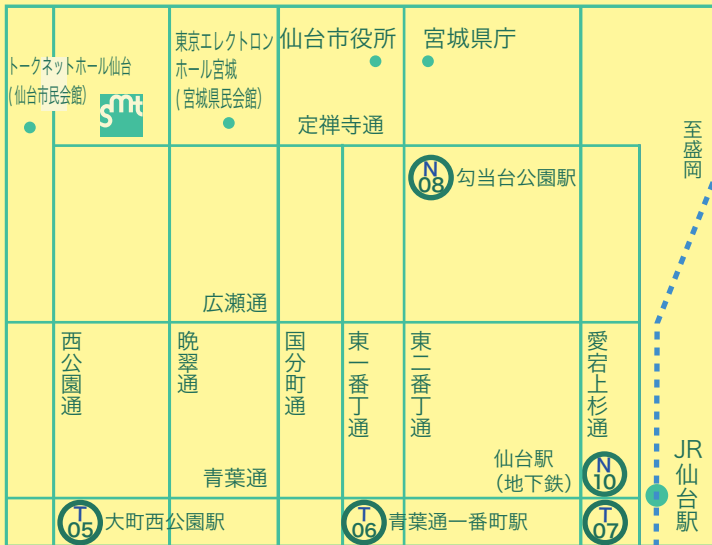 トークネットホール仙台
(仙台市民会館)
smt
東京エレクトロン
ホール宮城
(宮城県民会館)
仙台市役所
宮城県庁
定禅寺通
至盛岡
N
08
勾当台公園駅
広瀬通
西公園通
晩翠通
国分町通
東一番丁通
東二番丁通
愛宕上杉通
青葉通
仙台駅
(地下鉄)
N
10
JR仙台駅
T
05
大町西公園駅
T
06
青葉通一番町駅
T
07